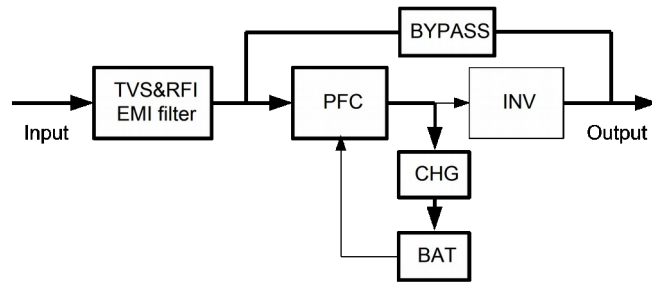 BYPASS
TVS&RFI
EMI filter
PFC
INV
Input
Output
CHG
BAT